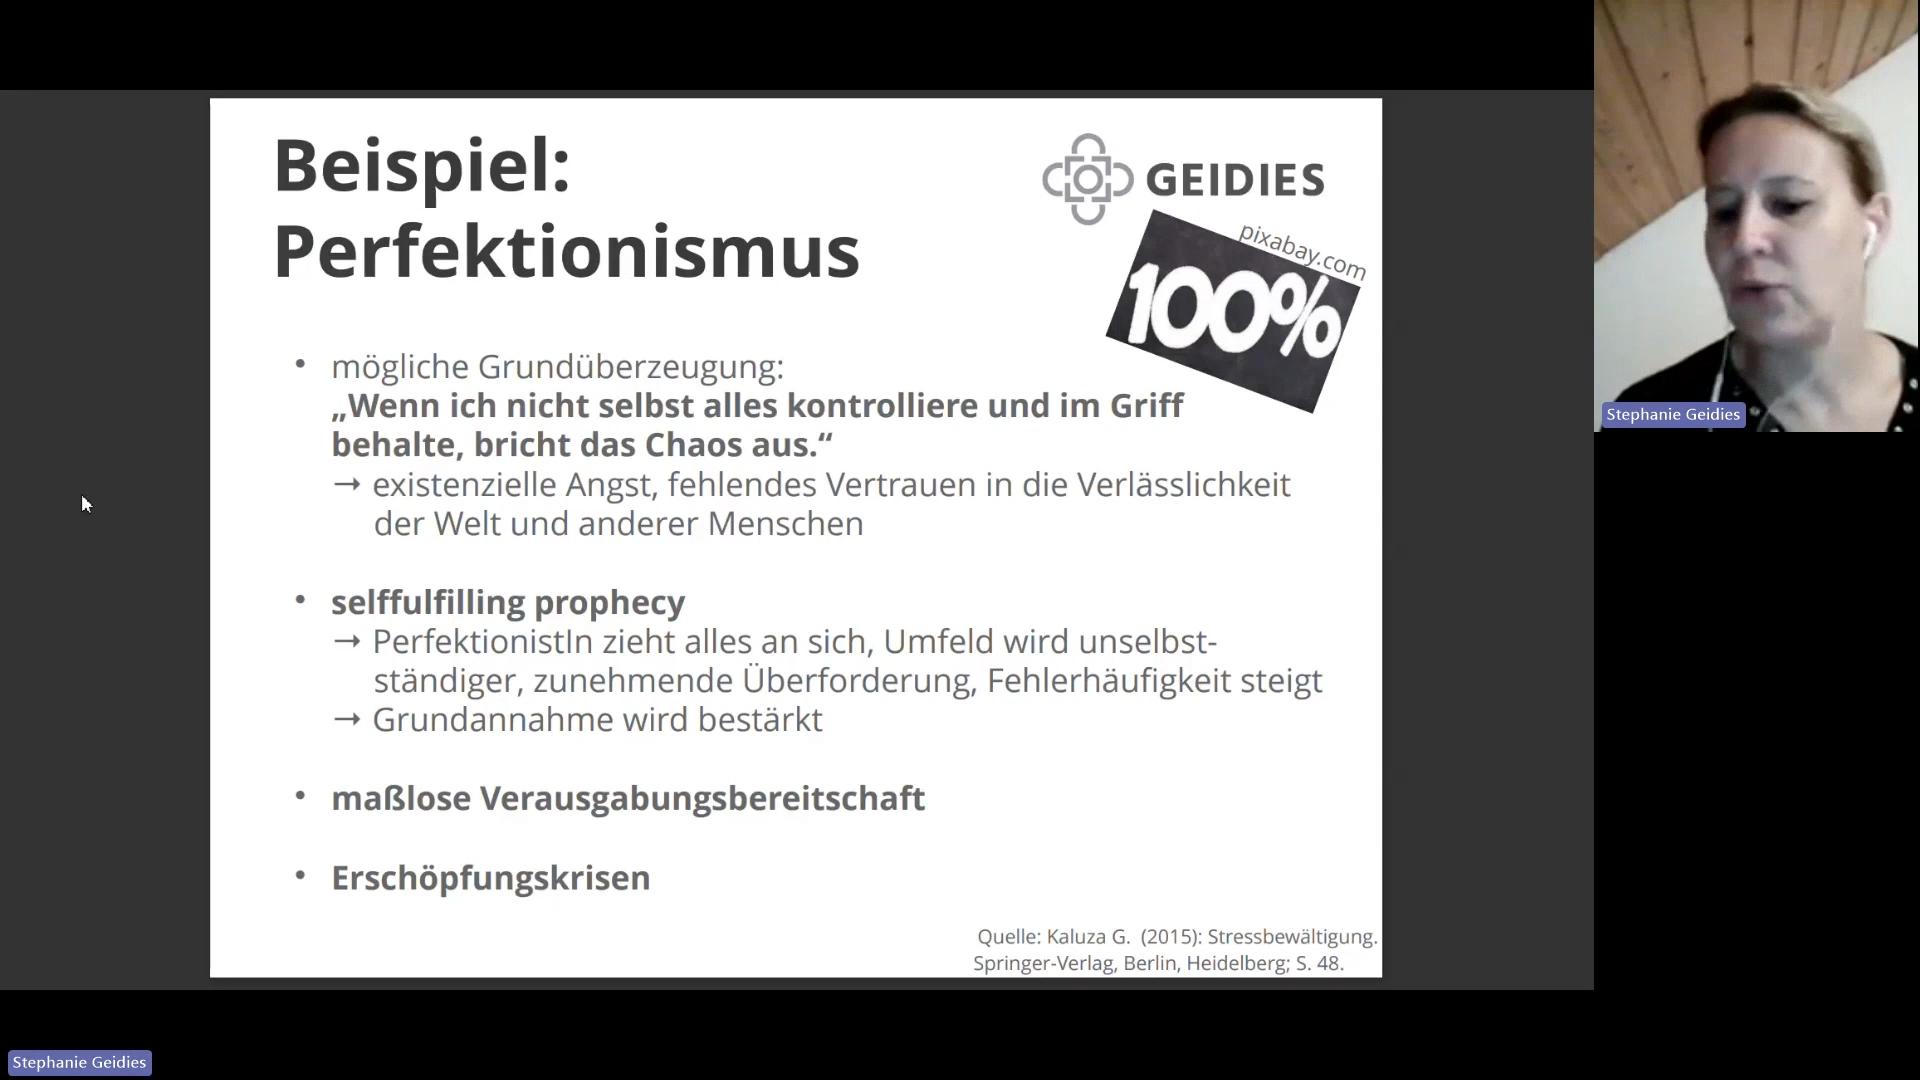 Beispiel:
Perfektionismus
GEIDIES
pixabay.com
100%
• mögliche Grundüberzeugung:
„Wenn ich nicht selbst alles kontrolliere und im Griff
behalte, bricht das Chaos aus.“
→ existenzielle Angst, fehlendes Vertrauen in die Verlässlichkeit
der Welt und anderer Menschen
• selffulfilling prophecy
→ PerfektionistIn zieht alles an sich, Umfeld wird unselbst-
ständiger, zunehmende Überforderung, Fehlerhäufigkeit steigt
→ Grundannahme wird bestärkt
• maßlose Verausgabungsbereitschaft
• Erschöpfungskrisen
Quelle: Kaluza G. (2015): Stressbewältigung.
Springer-Verlag, Berlin, Heidelberg; S. 48.
Stephanie Geidies
Stephanie Geidies